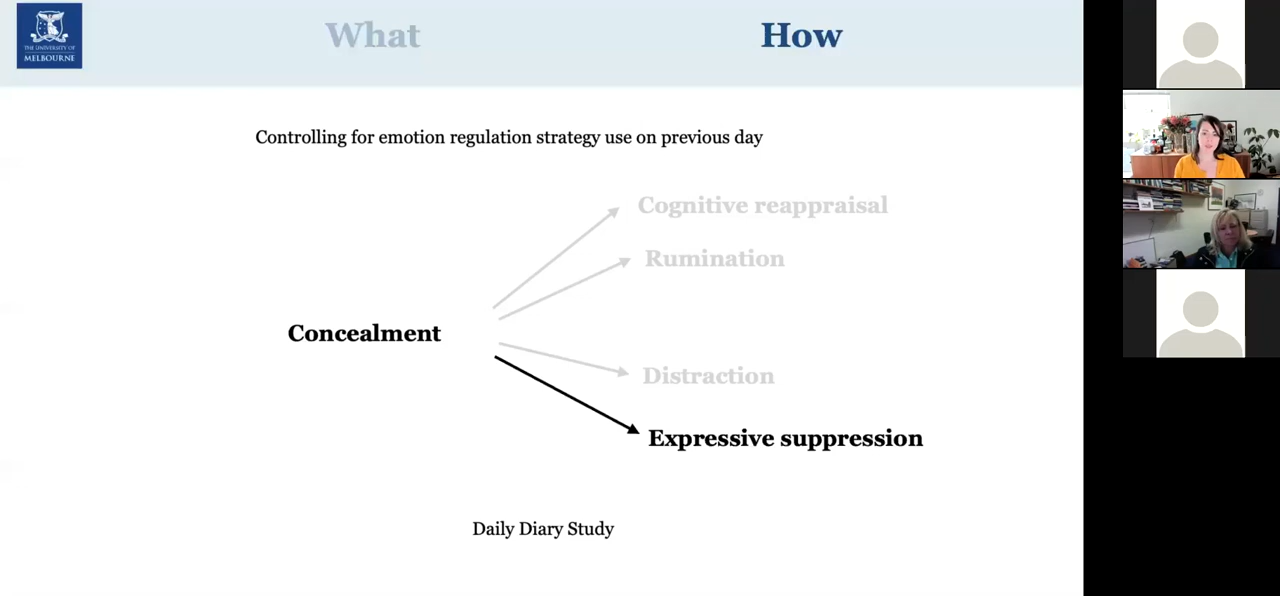 THE UNIVERSITY OF
MELBOURNE
What
How
Controlling for emotion regulation strategy use on previous day
Cognitive reappraisal
Rumination
Concealment
Distraction
Expressive suppression
Daily Diary Study